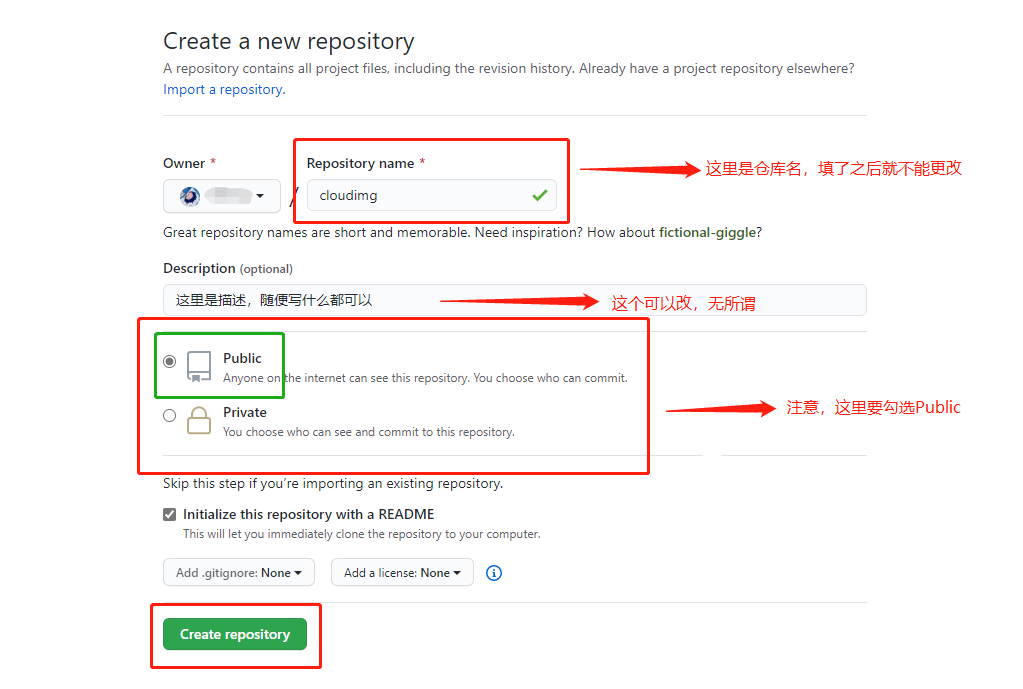 Create a new repository
A repository contains all project files, including the revision history. Already have a project repository elsewhere?
Import a repository.
Owner *
Repository name *
这里是仓库名，填了之后就不能更改
/
cloudimg
Great repository names are short and memorable. Need inspiration? How about fictional-giggle?
Description (optional)
这里是描述，随便写什么都可以
这个可以改，无所谓
Public
Anyone on the internet can see this repository. You choose who can commit.
注意，这里要勾选Public
Private
You choose who can see and commit to this repository.
Skip this step if you’re importing an existing repository.
Initialize this repository with a README
This will let you immediately clone the repository to your computer.
Add .gitignore: None
Add a license: None
Create repository